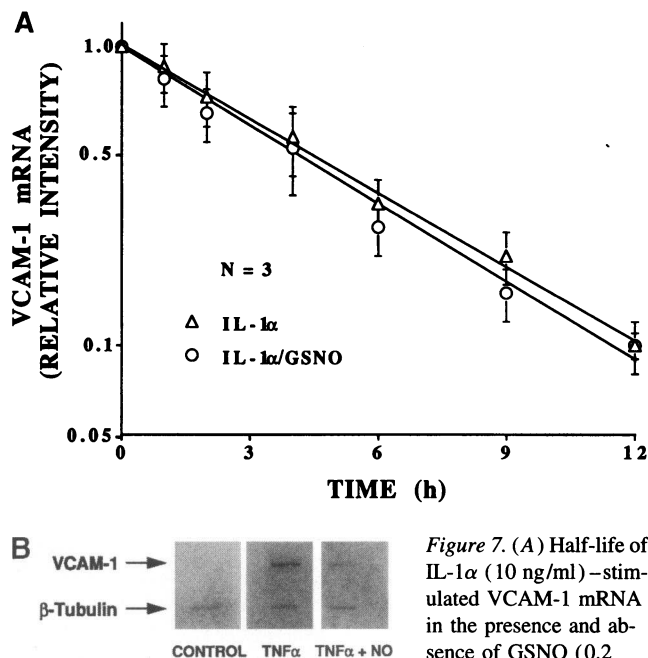 A
VCAM-1 mRNA
(RELATIVE INTENSITY)
1.0
0.5
0.1
0.05
N = 3
IL-1α
IL-1α/GSNO
0 3 6 9 12
TIME (h)
B
VCAM-1
β-Tubulin
CONTROL TNFα TNFα + NO
Figure 7. (A) Half-life of
IL-1α (10 ng/ml)–stim-
ulated VCAM-1 mRNA
in the presence and ab-
sence of GSNO (0.2